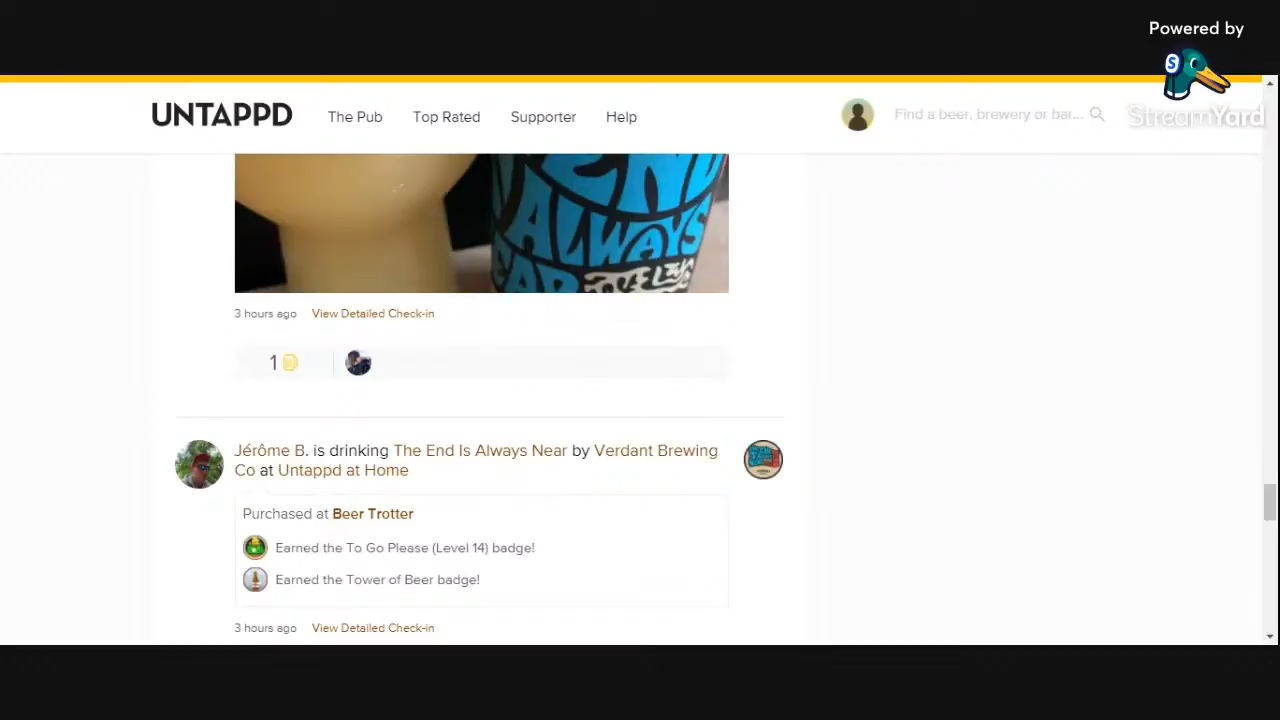 Powered by
StreamYard
UNTAPPD
The Pub
Top Rated
Supporter
Help
Find a beer, brewery or bar...
END
ALWAYS
3 hours ago View Detailed Check-in
1
Jérôme B. is drinking The End Is Always Near by Verdant Brewing
Co at Untappd at Home
Purchased at Beer Trotter
Earned the To Go Please (Level 14) badge!
Earned the Tower of Beer badge!
3 hours ago View Detailed Check-in